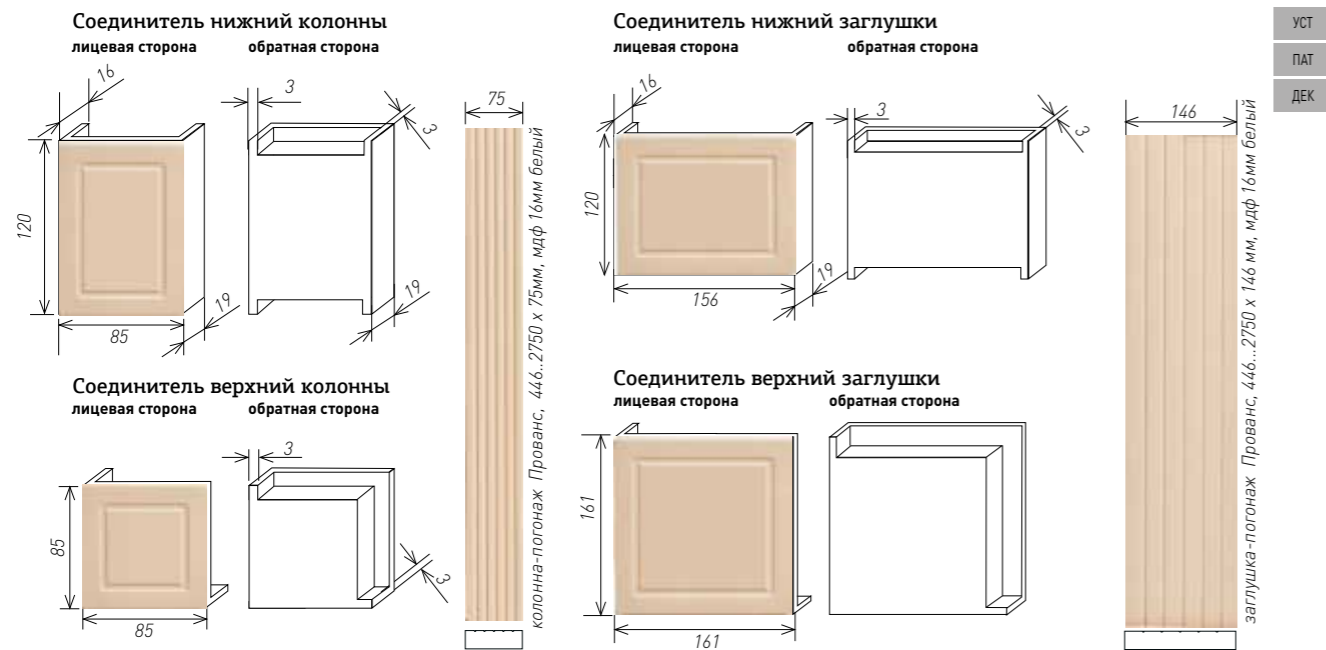 Соединитель нижний колонны
лицевая сторона обратная сторона
16
3
3
120
85
19
19
75
колонна-погонаж Прованс, 446..2750 х 75мм, мдф 16мм белый
Соединитель нижний заглушки
лицевая сторона обратная сторона
16
3
3
120
156
19
146
заглушка-погонаж Прованс, 446...2750 х 146 мм, мдф 16мм белый
УСТ
ПАТ
ДЕК
Соединитель верхний колонны
лицевая сторона обратная сторона
3
85
85
3
Соединитель верхний заглушки
лицевая сторона обратная сторона
161
161